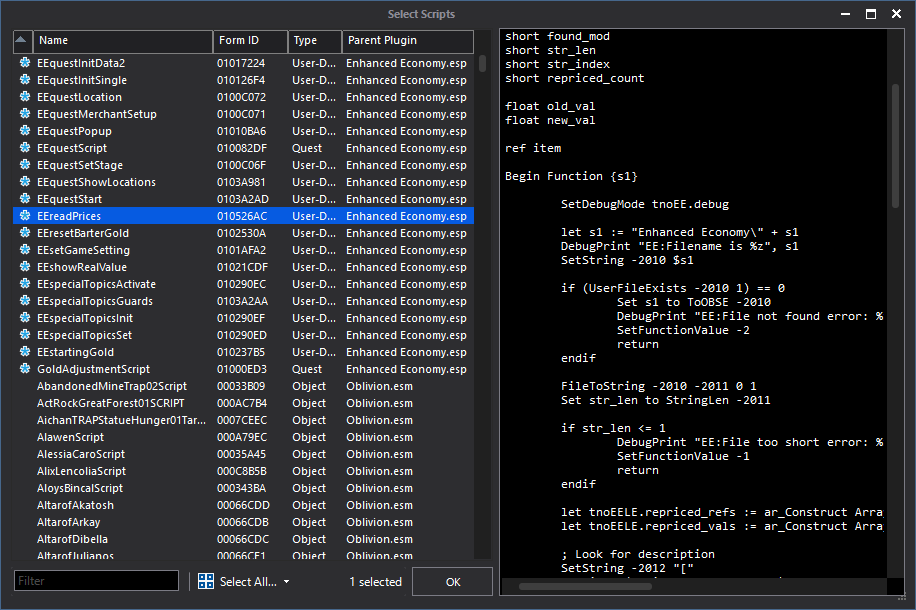 Select Scripts
Name Form ID Type Parent Plugin
EEquestInitData2 01017224 User-D... Enhanced Economy.esp
EEquestInitSingle 010126F4 User-D... Enhanced Economy.esp
EEquestLocation 0100C072 User-D... Enhanced Economy.esp
EEquestMerchantSetup 0100C071 User-D... Enhanced Economy.esp
EEquestPopup 01010BA6 User-D... Enhanced Economy.esp
EEquestScript 010082DF Quest Enhanced Economy.esp
EEquestSetStage 0100C06F User-D... Enhanced Economy.esp
EEquestShowLocations 0103A981 User-D... Enhanced Economy.esp
EEquestStart 0103A2AD User-D... Enhanced Economy.esp
EEreadPrices 010526AC User-D... Enhanced Economy.esp
EEresetBarterGold 0102530A User-D... Enhanced Economy.esp
EEsetGameSetting 0101AFA2 User-D... Enhanced Economy.esp
EEshowRealValue 01021CDF User-D... Enhanced Economy.esp
EEspecialTopicsActivate 010290EC User-D... Enhanced Economy.esp
EEspecialTopicsGuards 0103A2AA User-D... Enhanced Economy.esp
EEspecialTopicsInit 010290EF User-D... Enhanced Economy.esp
EEspecialTopicsSet 010290ED User-D... Enhanced Economy.esp
EEstartingGold 010237B5 User-D... Enhanced Economy.esp
GoldAdjustmentScript 01000ED3 Quest Enhanced Economy.esp
AbandonedMineTrap02Script 00033B09 Object Oblivion.esm
ActRockGreatForest01SCRIPT 000AC7B4 Object Oblivion.esm
AichanTRAPStatueHunger01Tar... 0007CEEC Object Oblivion.esm
AlawenScript 000A79EC Object Oblivion.esm
AlessiaCaroScript 00035A45 Object Oblivion.esm
AlixLencoliaScript 000C8B5B Object Oblivion.esm
AloysBincalScript 000343BA Object Oblivion.esm
AltarofAkatosh 00066CDD Object Oblivion.esm
AltarofArkay 00066CDB Object Oblivion.esm
AltarofDibella 00066CDC Object Oblivion.esm
AltarofJulianos 00066CE1 Object Oblivion.esm
Filter
Select All...
1 selected
OK
short found_mod
short str_len
short str_index
short repriced_count
float old_val
float new_val
ref item
Begin Function {s1}
SetDebugMode tnoEE.debug
let s1 := "Enhanced Economy\" + s1
DebugPrint "EE:Filename is %z", s1
SetString -2010 $s1
if (UserFileExists -2010 1) == 0
Set s1 to ToOBSE -2010
DebugPrint "EE:File not found error: %
SetFunctionValue -2
return
endif
FileToString -2010 -2011 0 1
Set str_len to StringLen -2011
if str_len <= 1
DebugPrint "EE:File too short error: %
SetFunctionValue -1
return
endif
let tnoEELE.repriced_refs := ar_Construct Arra
let tnoEELE.repriced_vals := ar_Construct Arra
; Look for description
SetString -2012 "["